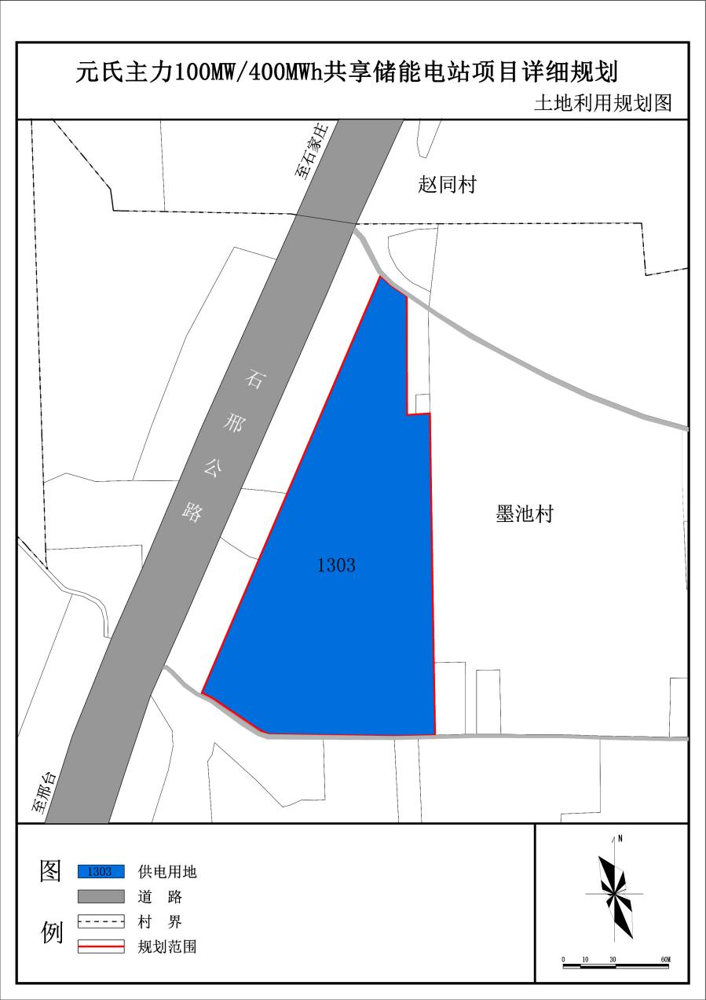 元氏主力100MW/400MWh共享储能电站项目详细规划
土地利用规划图
至石家庄
赵同村
石邢公路
墨池村
1303
至邢台
图例
1303 供电用地
道 路
村 界
规划范围
N
0 10 30 60M